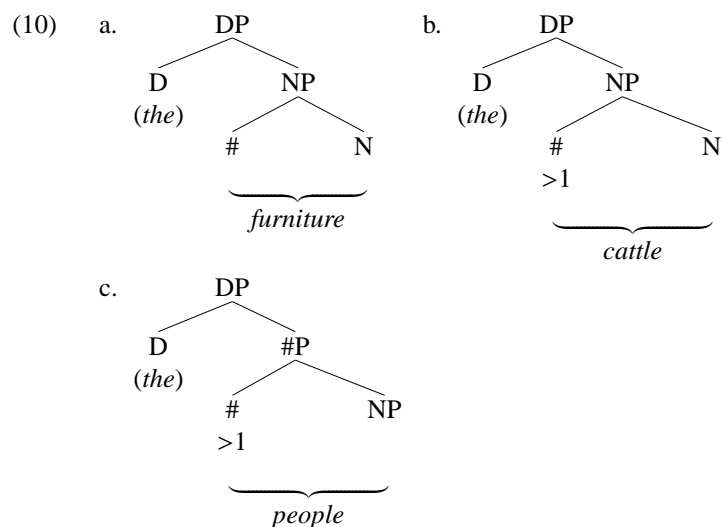 (10) a. DP b. DP
D NP D NP
(the) (the)
# N # N
>1
furniture
cattle
c. DP
D #P
(the)
# NP
>1
people